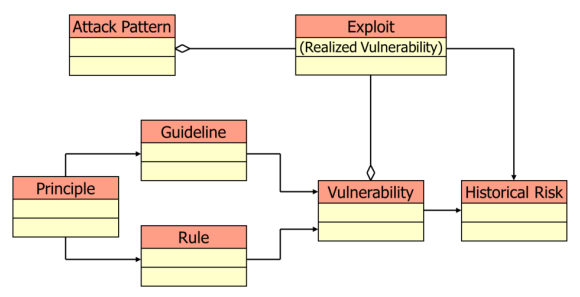 Attack Pattern
Exploit
(Realized Vulnerability)
Guideline
Principle
Vulnerability
Historical Risk
Rule